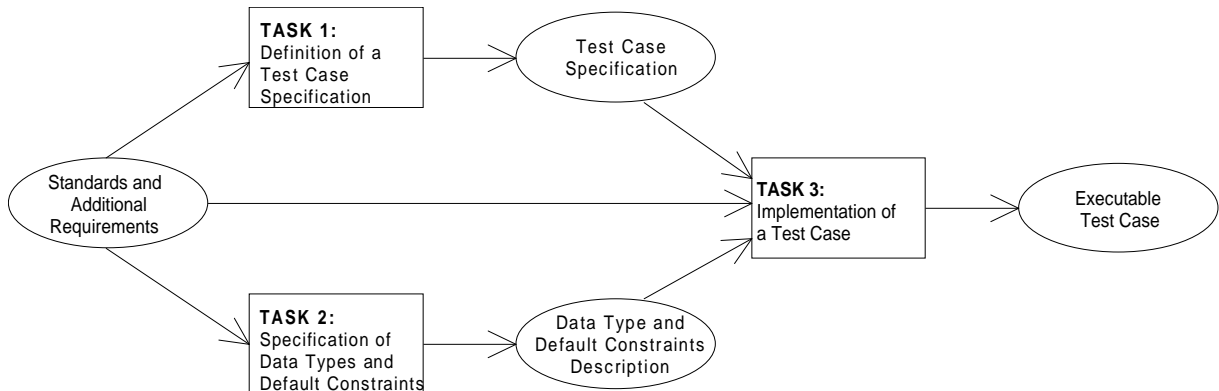 TASK 1:
Definition of a
Test Case
Specification
Test Case
Specification
Standards and
Additional
Requirements
TASK 3:
Implementation of
a Test Case
Executable
Test Case
TASK 2:
Specification of
Data Types and
Default Constraints
Data Type and
Default Constraints
Description